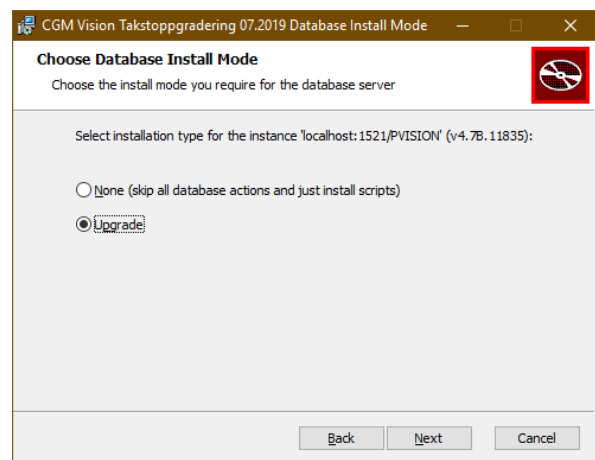 CGM Vision Takstoppgradering 07.2019 Database Install Mode
Choose Database Install Mode
Choose the install mode you require for the database server
Select installation type for the instance 'localhost:1521/PVISION' (v4.7B.11835):
None (skip all database actions and just install scripts)
Upgrade
Back Next Cancel